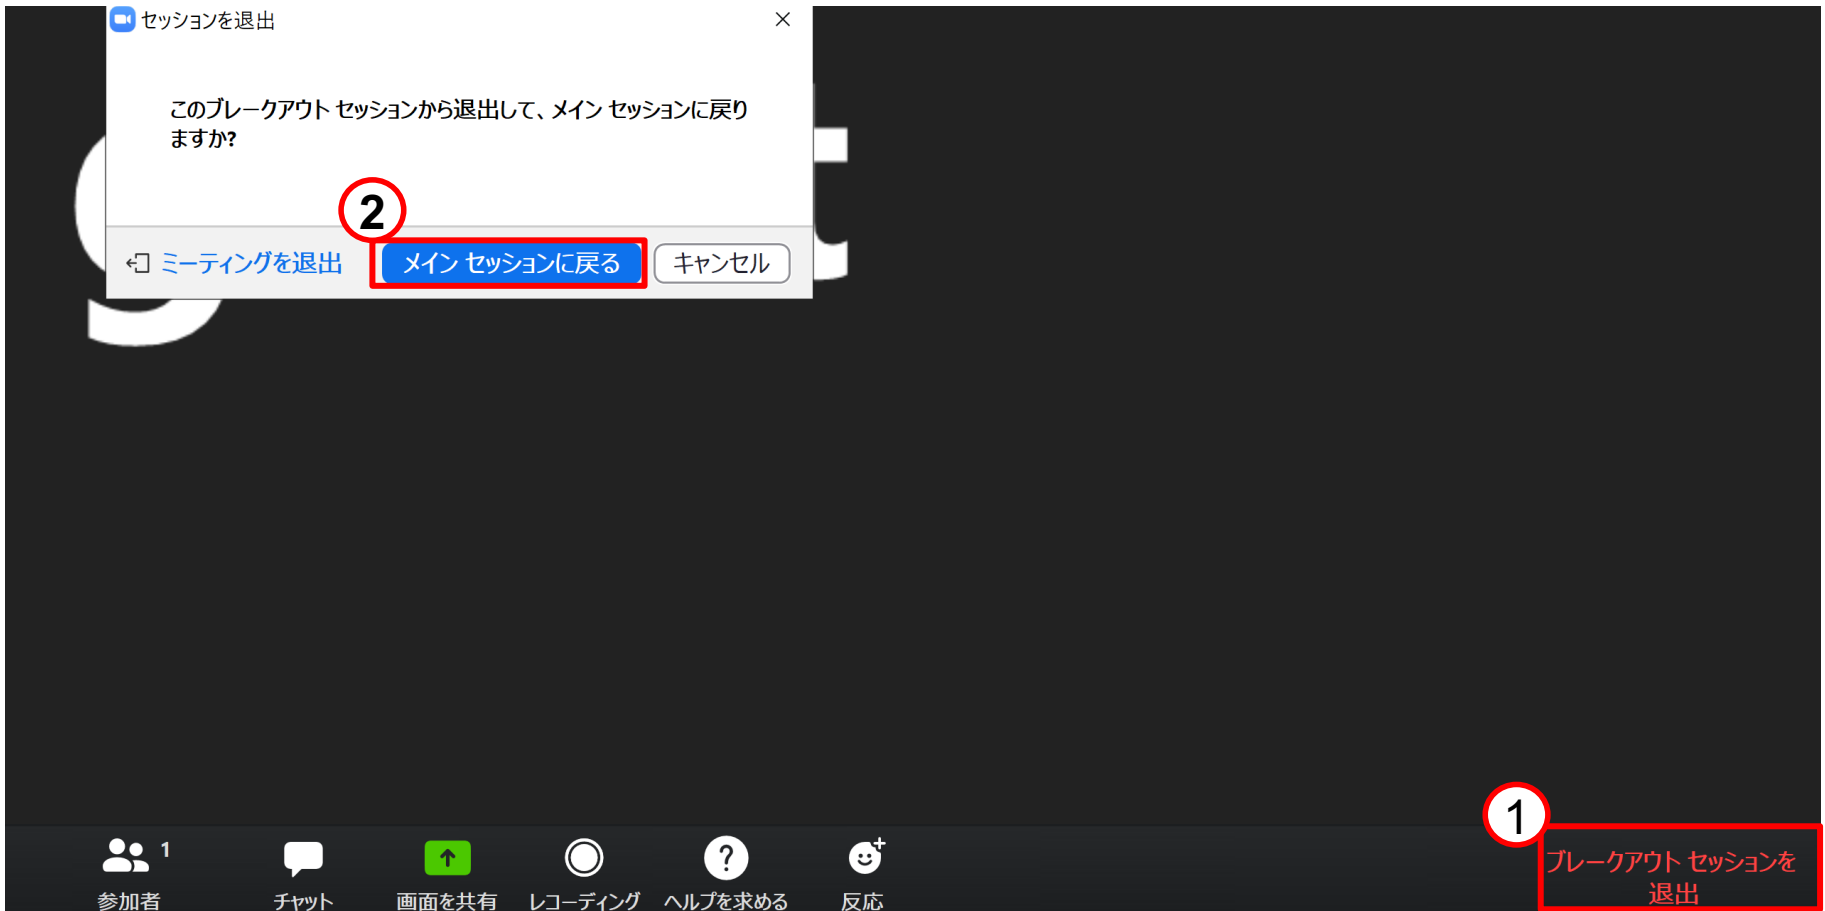 セッションを退出
このブレークアウト セッションから退出して、メイン セッションに戻り
ますか?
2
ミーティングを退出 メイン セッションに戻る キャンセル
1
1
参加者 チャット 画面を共有 レコーディング ヘルプを求める 反応
ブレークアウト セッションを
退出